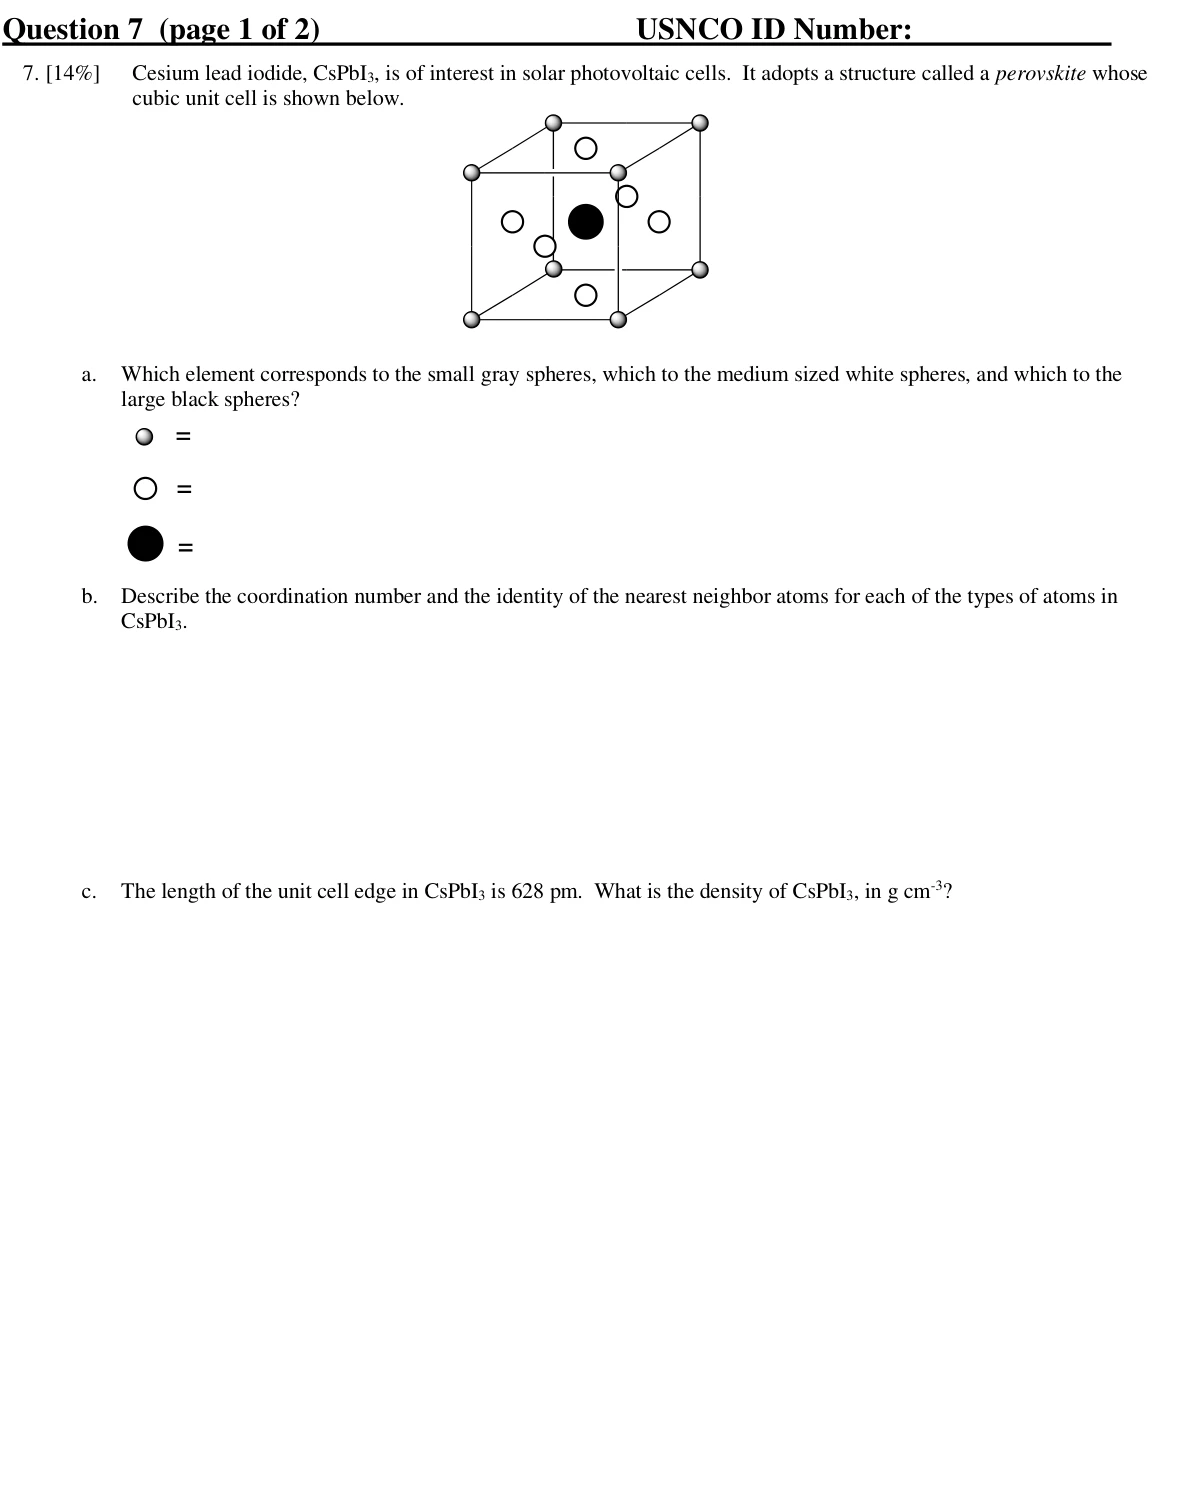 Question 7 (page 1 of 2) USNCO ID Number:
7. [14%] Cesium lead iodide, CsPbI₃, is of interest in solar photovoltaic cells. It adopts a structure called a perovskite whose
cubic unit cell is shown below.
a. Which element corresponds to the small gray spheres, which to the medium sized white spheres, and which to the
large black spheres?
=
=
=
b. Describe the coordination number and the identity of the nearest neighbor atoms for each of the types of atoms in
CsPbI₃.
c. The length of the unit cell edge in CsPbI₃ is 628 pm. What is the density of CsPbI₃, in g cm⁻³?